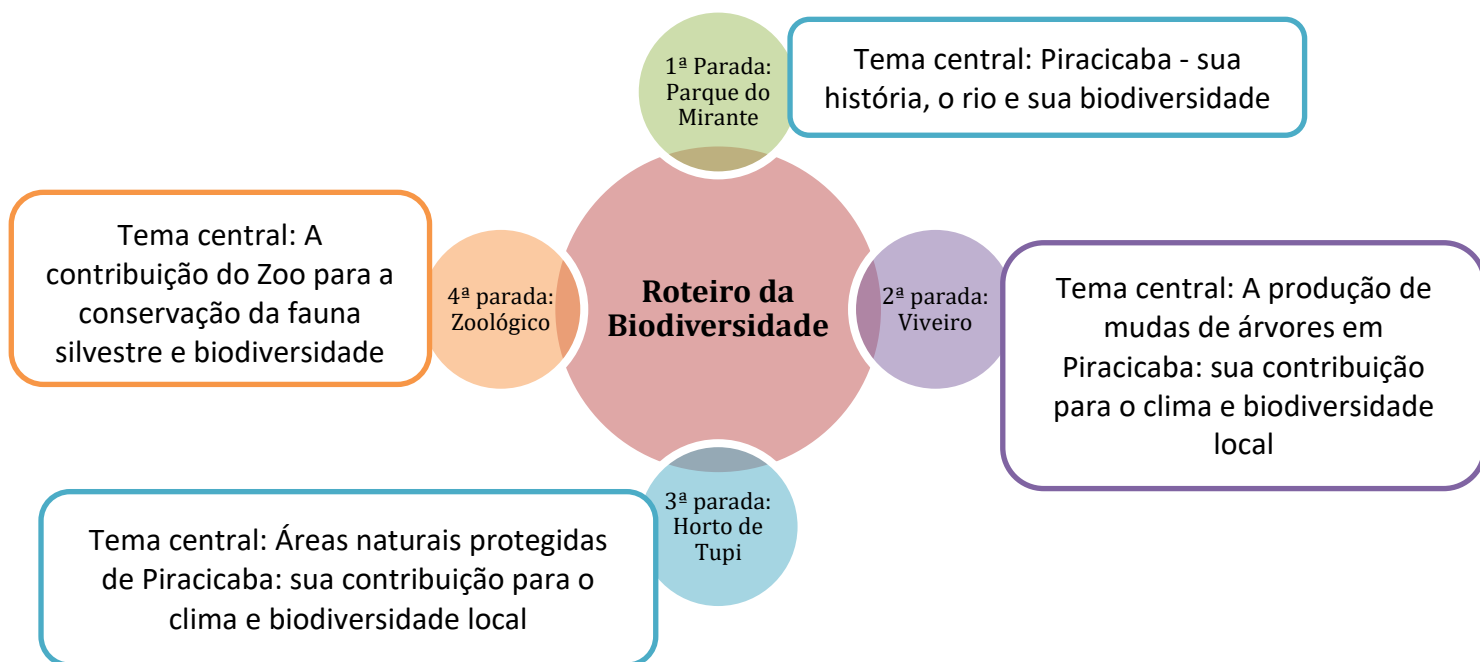 1ª Parada:
Parque do
Mirante
Tema central: Piracicaba - sua
história, o rio e sua biodiversidade
Tema central: A
contribuição do Zoo para a
conservação da fauna
silvestre e biodiversidade
4ª parada:
Zoológico
Roteiro da
Biodiversidade
2ª parada:
Viveiro
Tema central: A produção de
mudas de árvores em
Piracicaba: sua contribuição
para o clima e biodiversidade
local
3ª parada:
Horto de
Tupi
Tema central: Áreas naturais protegidas
de Piracicaba: sua contribuição para o
clima e biodiversidade local